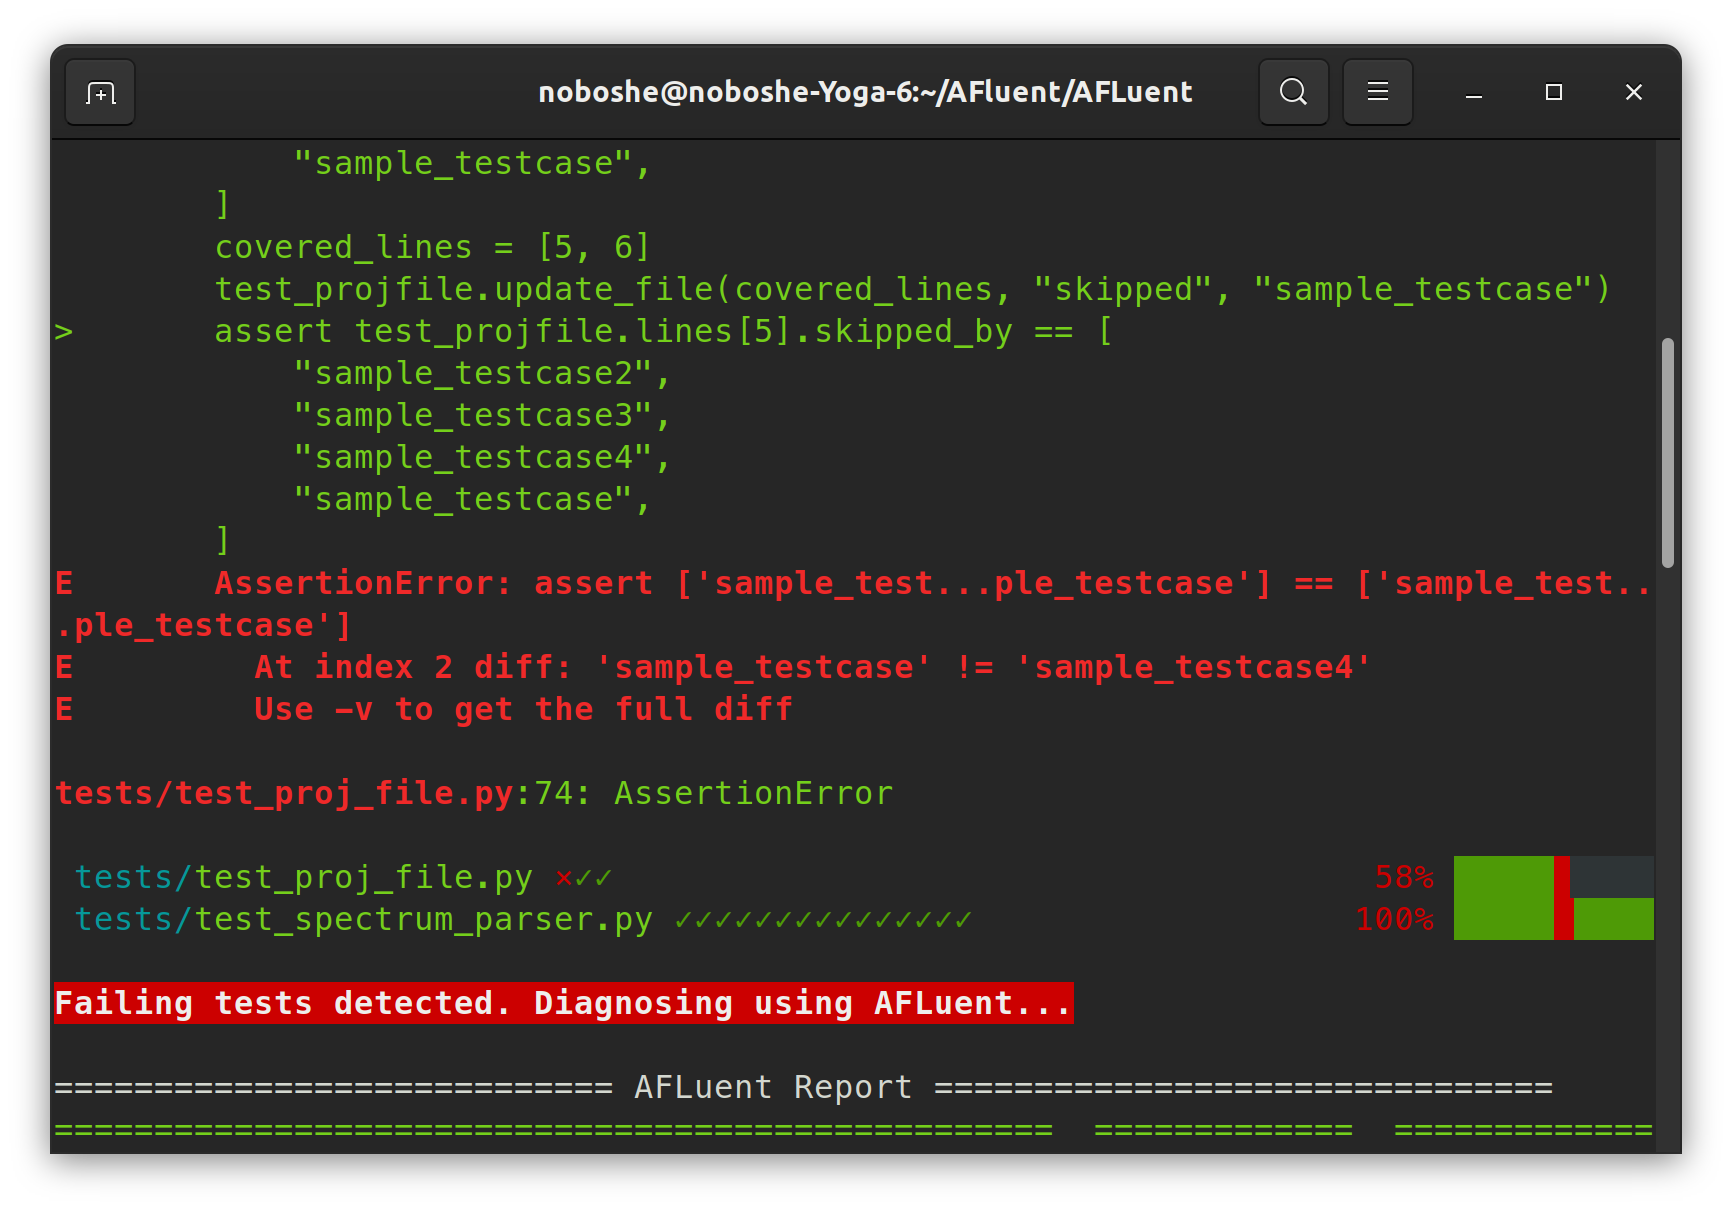 noboshe@noboshe-Yoga-6:~/AFluent/AFLuent
            "sample_testcase",
        ]
        covered_lines = [5, 6]
        test_projfile.update_file(covered_lines, "skipped", "sample_testcase")
>       assert test_projfile.lines[5].skipped_by == [
            "sample_testcase2",
            "sample_testcase3",
            "sample_testcase4",
            "sample_testcase",
        ]
E       AssertionError: assert ['sample_test...ple_testcase'] == ['sample_test..
.ple_testcase']
E         At index 2 diff: 'sample_testcase' != 'sample_testcase4'
E         Use -v to get the full diff

tests/test_proj_file.py:74: AssertionError

 tests/test_proj_file.py ✗✓✓ 58%
 tests/test_spectrum_parser.py ✓✓✓✓✓✓✓✓✓✓✓✓✓✓✓ 100%

Failing tests detected. Diagnosing using AFLuent...

============================ AFLuent Report ===============================
==================================================  =============  =============